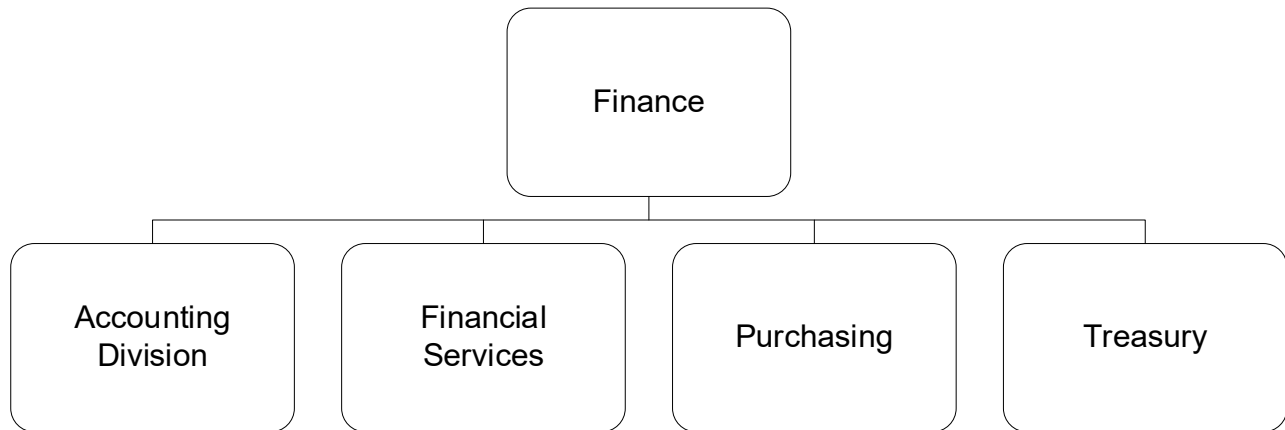 Finance
Accounting
Division
Financial
Services
Purchasing
Treasury